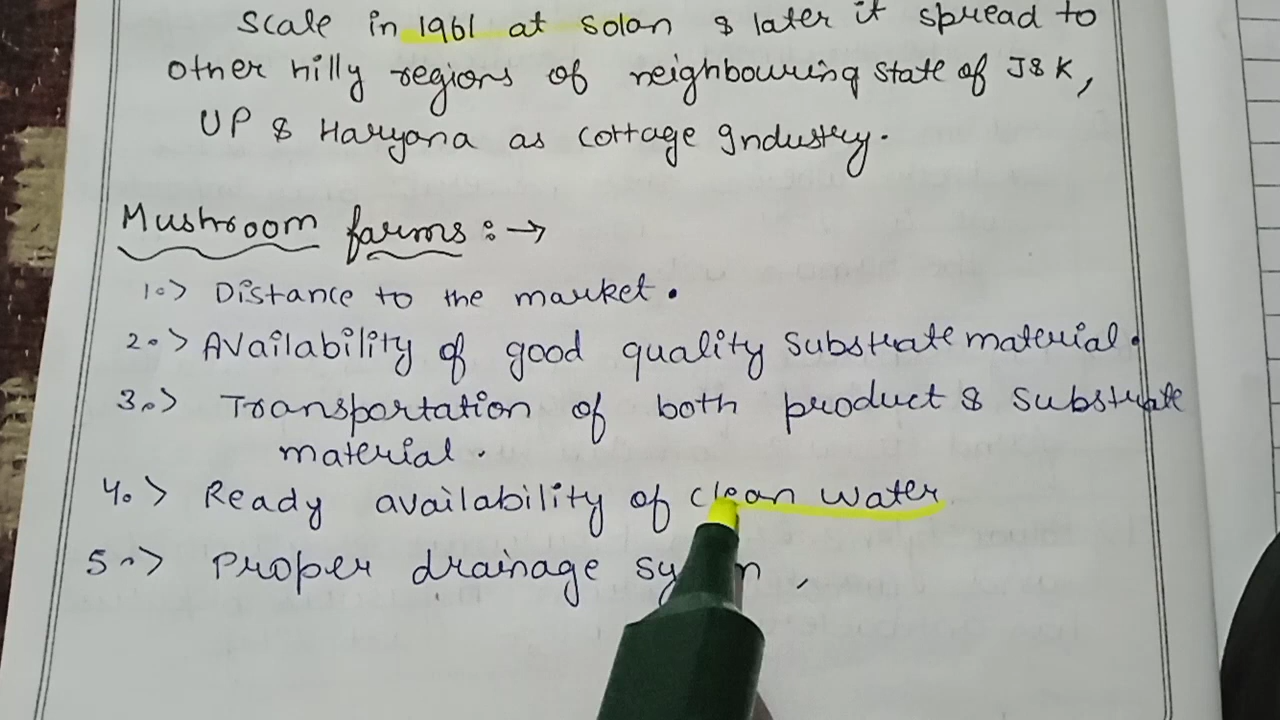 Scale in 1961 at Solan & later it spread to
other hilly regions of neighbouring state of J&K,
UP & Haryana as Cottage Industry.
Mushroom farms :→
1.> Distance to the market.
2.> Availability of good quality Substrate material.
3.> Transportation of both product & Substrate
material.
4.> Ready availability of clean water
5.> Proper drainage